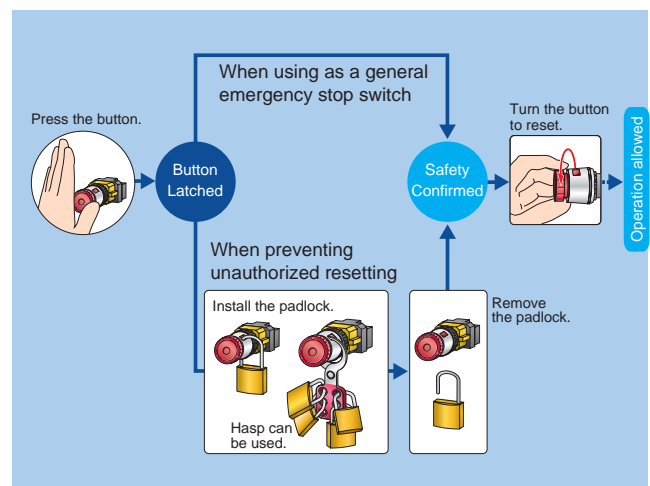 Press the button.
Button
Latched
When using as a general
emergency stop switch
Safety
Confirmed
Turn the button
to reset.
Operation allowed
When preventing
unauthorized resetting
Install the padlock.
Hasp can
be used.
Remove
the padlock.